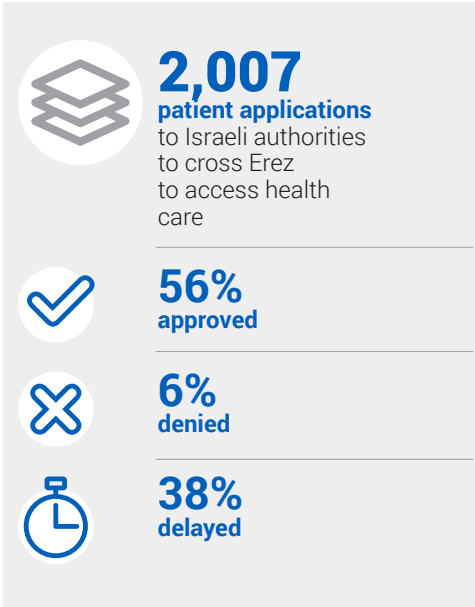 2,007
patient applications
to Israeli authorities
to cross Erez
to access health
care
56%
approved
6%
denied
38%
delayed